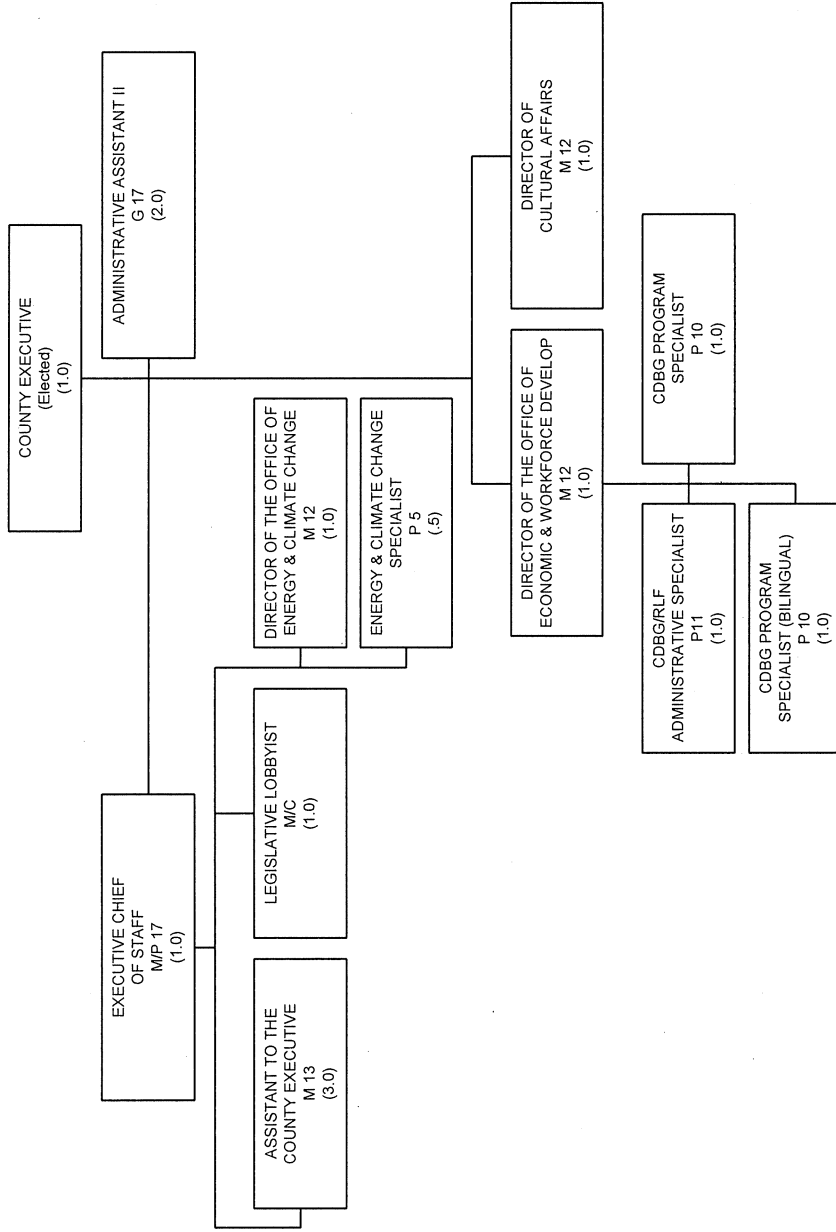 COUNTY EXECUTIVE
(Elected)
(1.0)
EXECUTIVE CHIEF
OF STAFF
M/P 17
(1.0)
ADMINISTRATIVE ASSISTANT II
G 17
(2.0)
ASSISTANT TO THE
COUNTY EXECUTIVE
M 13
(3.0)
LEGISLATIVE LOBBYIST
M/C
(1.0)
DIRECTOR OF THE OFFICE OF
ENERGY & CLIMATE CHANGE
M 12
(1.0)
ENERGY & CLIMATE CHANGE
SPECIALIST
P 5
(.5)
DIRECTOR OF THE OFFICE OF
ECONOMIC & WORKFORCE DEVELOP
M 12
(1.0)
DIRECTOR OF
CULTURAL AFFAIRS
M 12
(1.0)
CDBG/RLF
ADMINISTRATIVE SPECIALIST
P11
(1.0)
CDBG PROGRAM
SPECIALIST
P 10
(1.0)
CDBG PROGRAM
SPECIALIST (BILINGUAL)
P 10
(1.0)